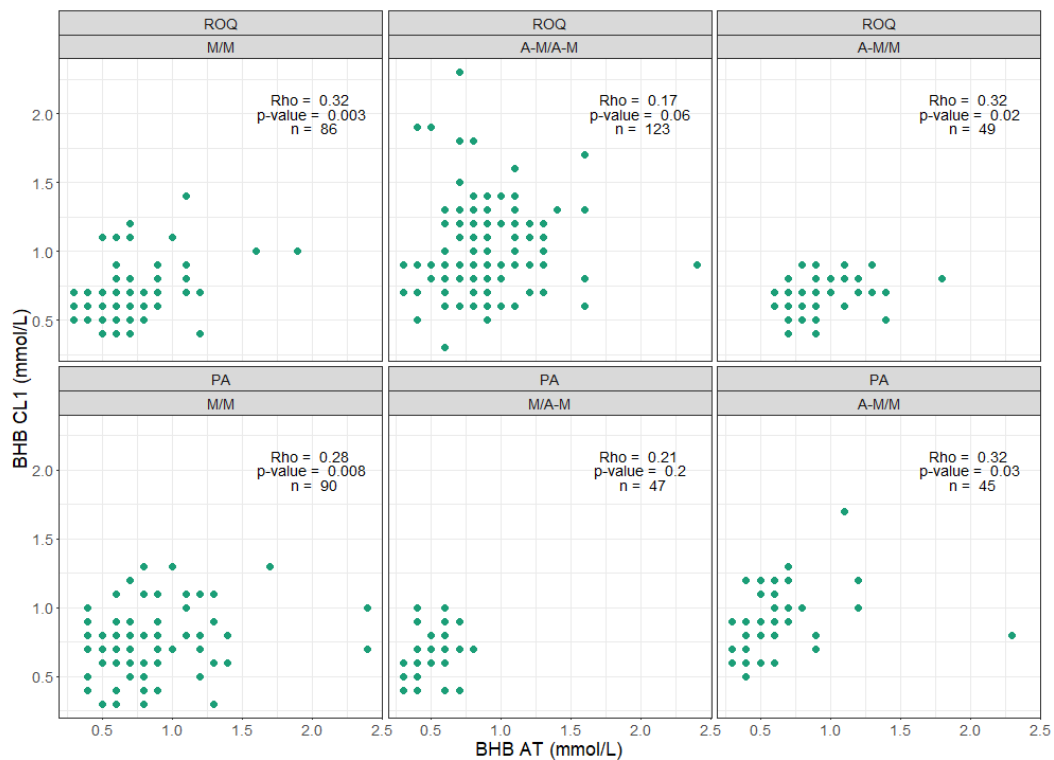 ROQ ROQ ROQ
M/M A-M/A-M A-M/M
Rho = 0.32 Rho = 0.17 Rho = 0.32
p-value = 0.003 p-value = 0.06 p-value = 0.02
n = 86 n = 123 n = 49
2.0
1.5
1.0
0.5
BHB CL1 (mmol/L)
PA PA PA
M/M M/A-M A-M/M
Rho = 0.28 Rho = 0.21 Rho = 0.32
p-value = 0.008 p-value = 0.2 p-value = 0.03
n = 90 n = 47 n = 45
2.0
1.5
1.0
0.5
0.5 1.0 1.5 2.0 2.5 0.5 1.0 1.5 2.0 2.5 0.5 1.0 1.5 2.0 2.5
BHB AT (mmol/L)